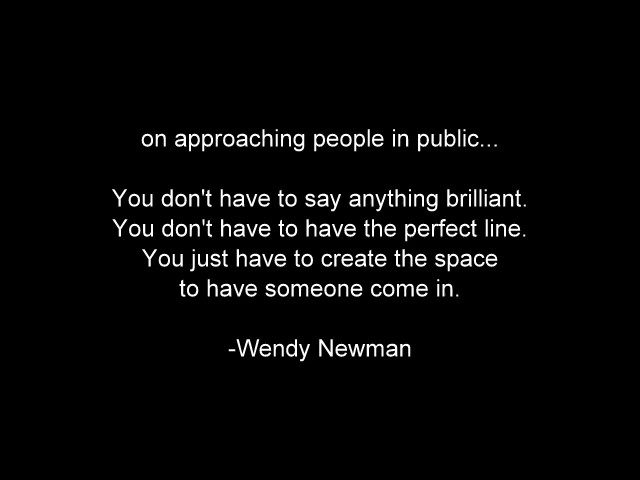 on approaching people in public...
You don't have to say anything brilliant.
You don't have to have the perfect line.
You just have to create the space
to have someone come in.
-Wendy Newman